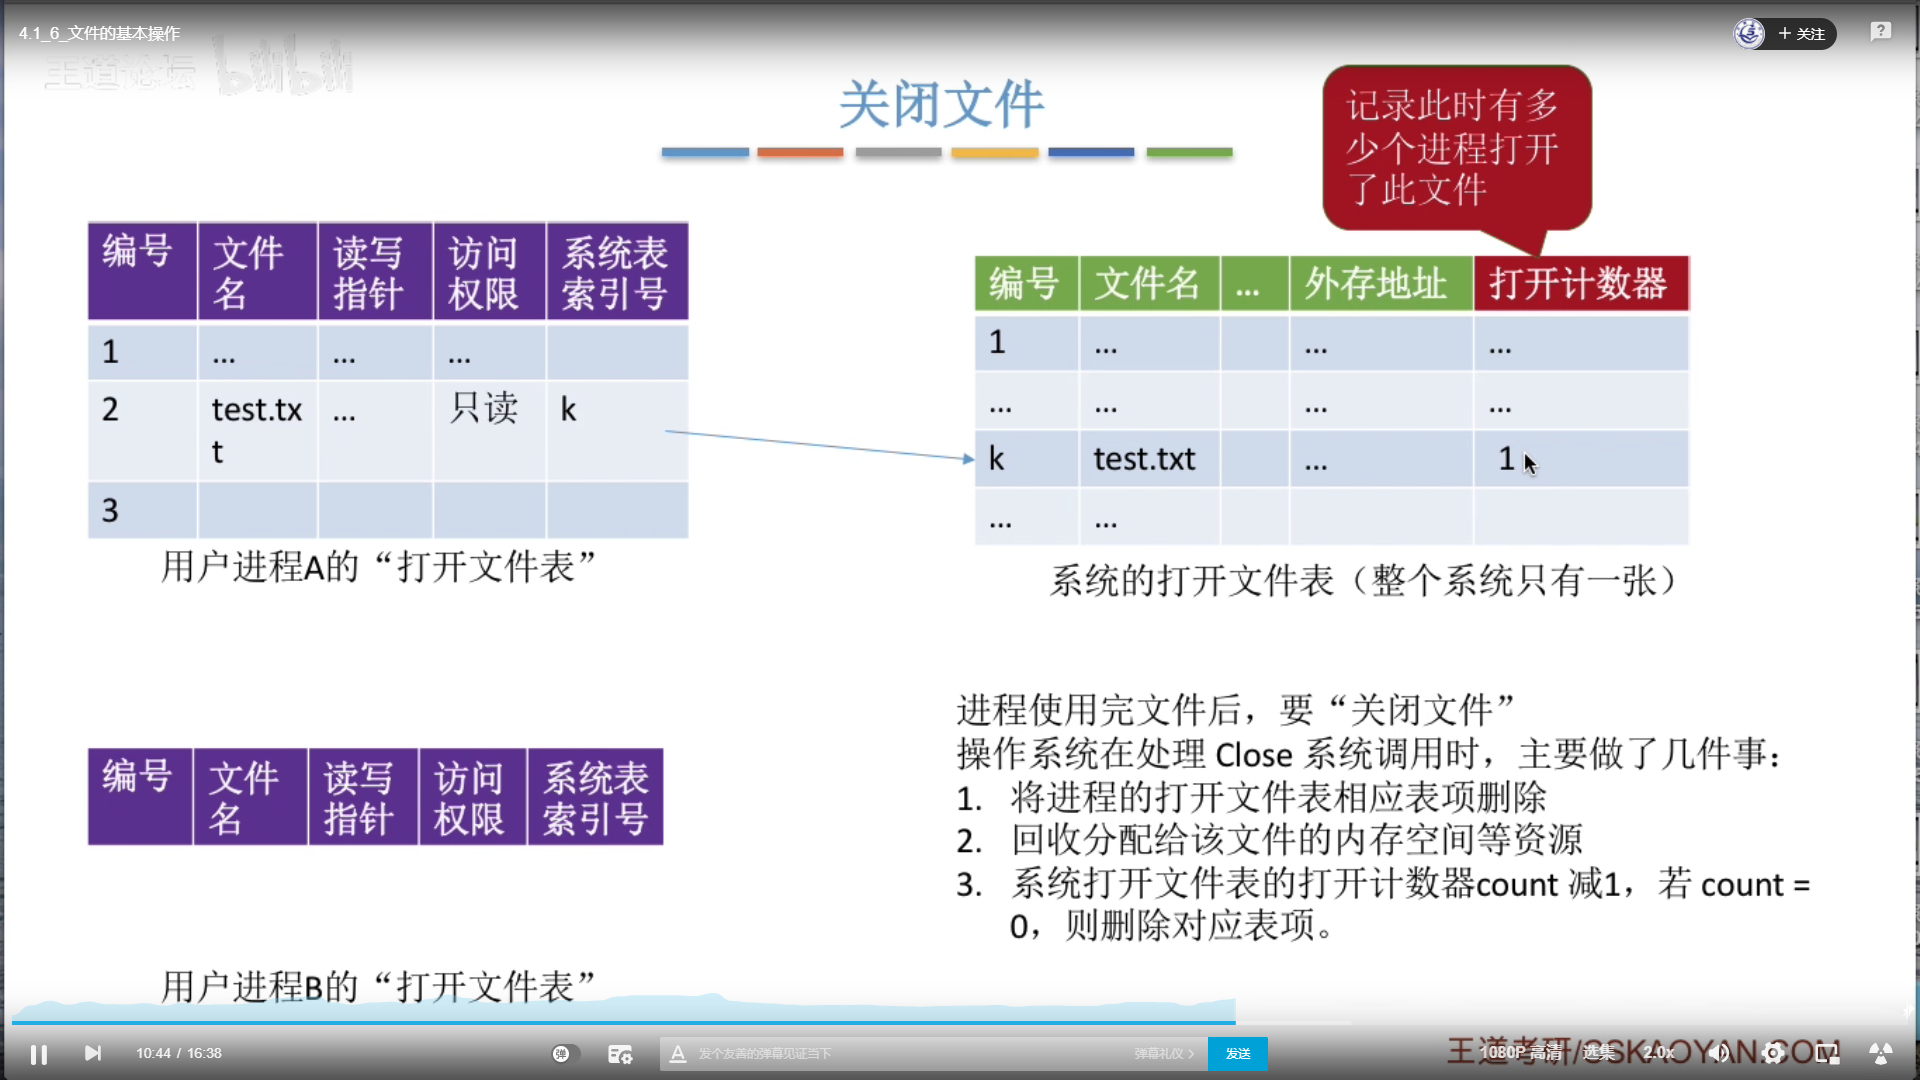 4.1_6_文件的基本操作
+ 关注
王道论坛 bilibili
关闭文件
记录此时有多
少个进程打开
了此文件
编号 文件名 读写指针 访问权限 系统表索引号
1 ... ... ...
2 test.txt ... 只读 k
3
用户进程A的“打开文件表”
编号 文件名 ... 外存地址 打开计数器
1 ... ... ...
... ... ... ...
k test.txt ... 1
... ...
系统的打开文件表（整个系统只有一张）
编号 文件名 读写指针 访问权限 系统表索引号
用户进程B的“打开文件表”
进程使用完文件后，要“关闭文件”
操作系统在处理 Close 系统调用时，主要做了几件事：
1. 将进程的打开文件表相应表项删除
2. 回收分配给该文件的内存空间等资源
3. 系统打开文件表的打开计数器count 减1，若 count =
0，则删除对应表项。
10:44 / 16:38
弹
发个友善的弹幕见证当下
弹幕礼仪 >
发送
1080P 高清
选集
2.0x
王道考研/CSKAOYAN.COM